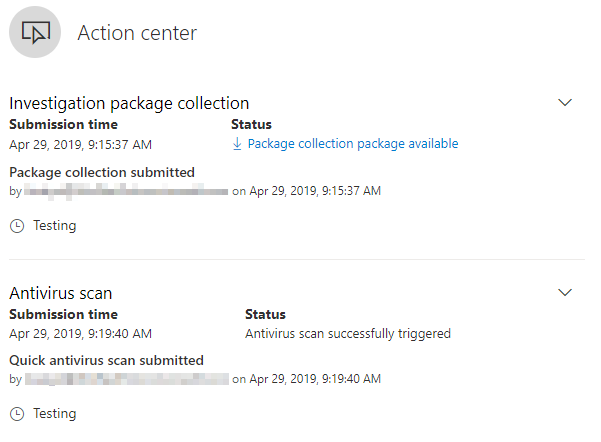 Action center
Investigation package collection
Submission time Status
Apr 29, 2019, 9:15:37 AM Package collection package available
Package collection submitted
by on Apr 29, 2019, 9:15:37 AM
Testing
Antivirus scan
Submission time Status
Apr 29, 2019, 9:19:40 AM Antivirus scan successfully triggered
Quick antivirus scan submitted
by on Apr 29, 2019, 9:19:40 AM
Testing